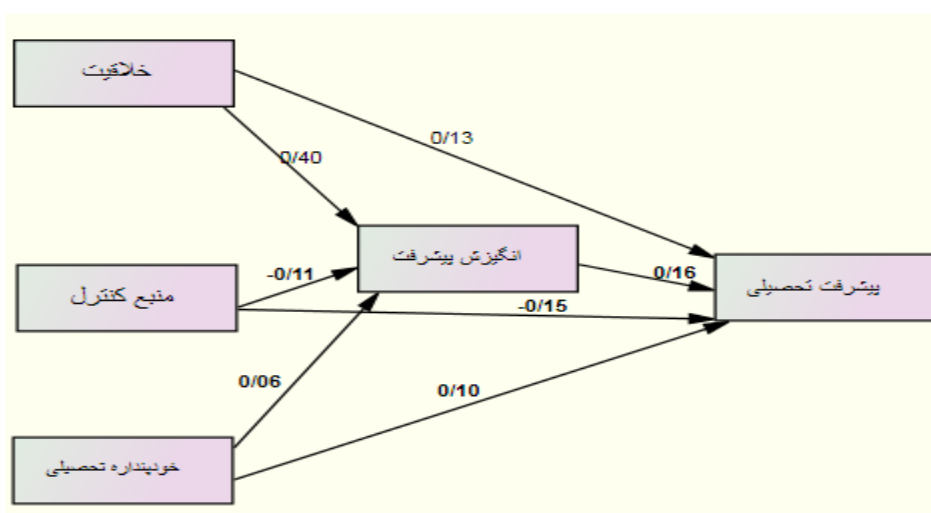 خلاقیت
0/13
0/40
انگیزش پیشرفت
منبع کنترل
-0/11
0/16
پیشرفت تحصیلی
-0/15
0/06
0/10
خودپنداره تحصیلی